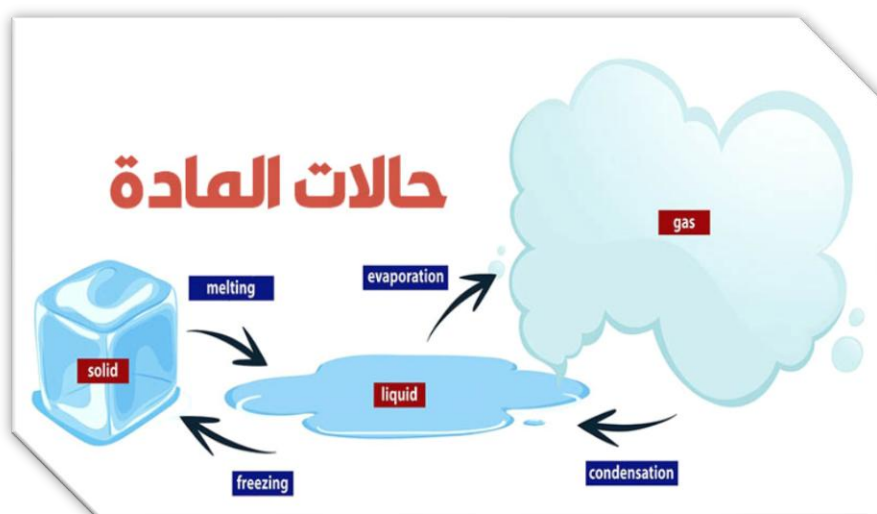 حالات المادة
gas
evaporation
melting
solid
liquid
condensation
freezing